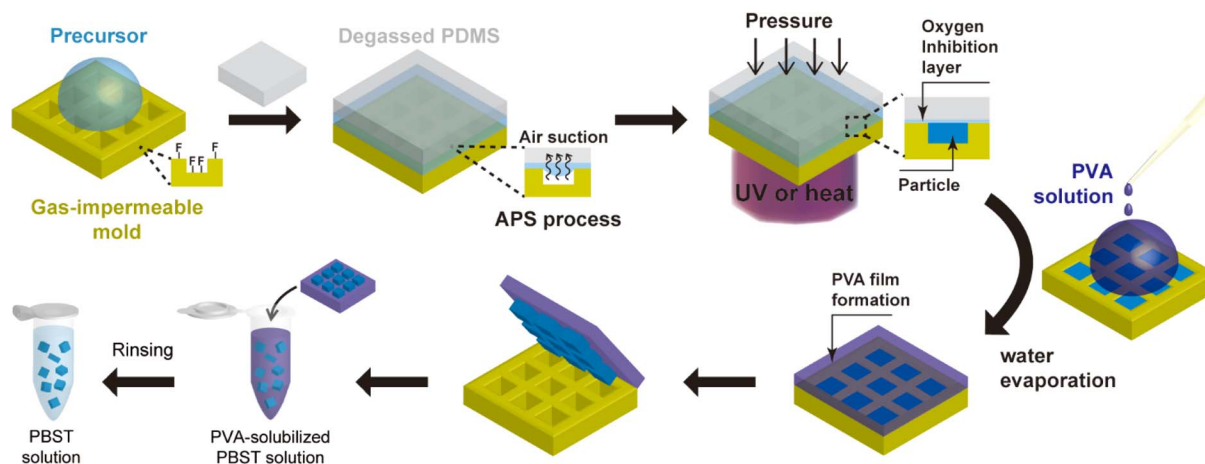 Precursor
F
F F
F
Gas-impermeable
mold
Degassed PDMS
Air suction
APS process
Pressure
UV or heat
Oxygen
Inhibition
layer
Particle
PVA
solution
water
evaporation
PVA film
formation
PVA-solubilized
PBST solution
Rinsing
PBST
solution